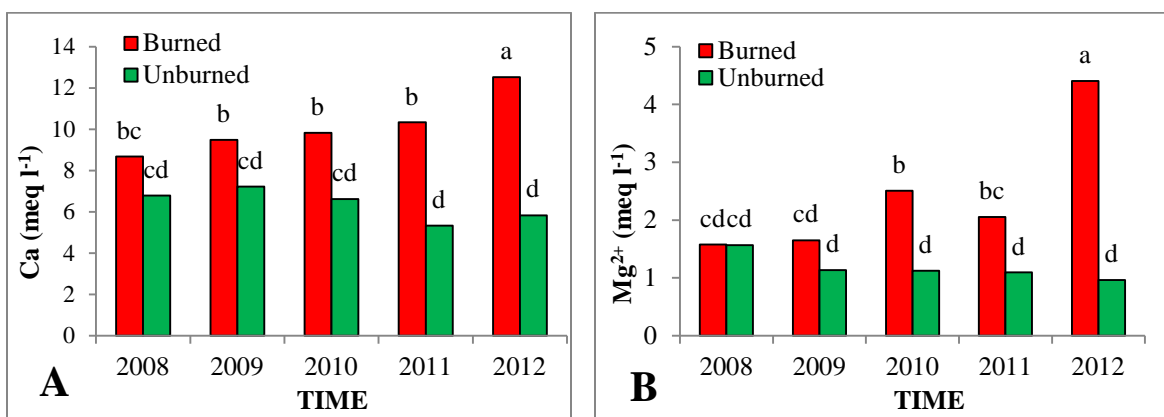 14
12
10
8
6
4
2
0
Ca (meq l-1)
Burned
Unburned
bc
cd
b
cd
b
cd
b
d
a
d
2008 2009 2010 2011 2012
TIME
A
5
4
3
2
1
0
Mg2+ (meq l-1)
Burned
Unburned
cd
cd
cd
d
b
d
bc
d
a
d
2008 2009 2010 2011 2012
TIME
B